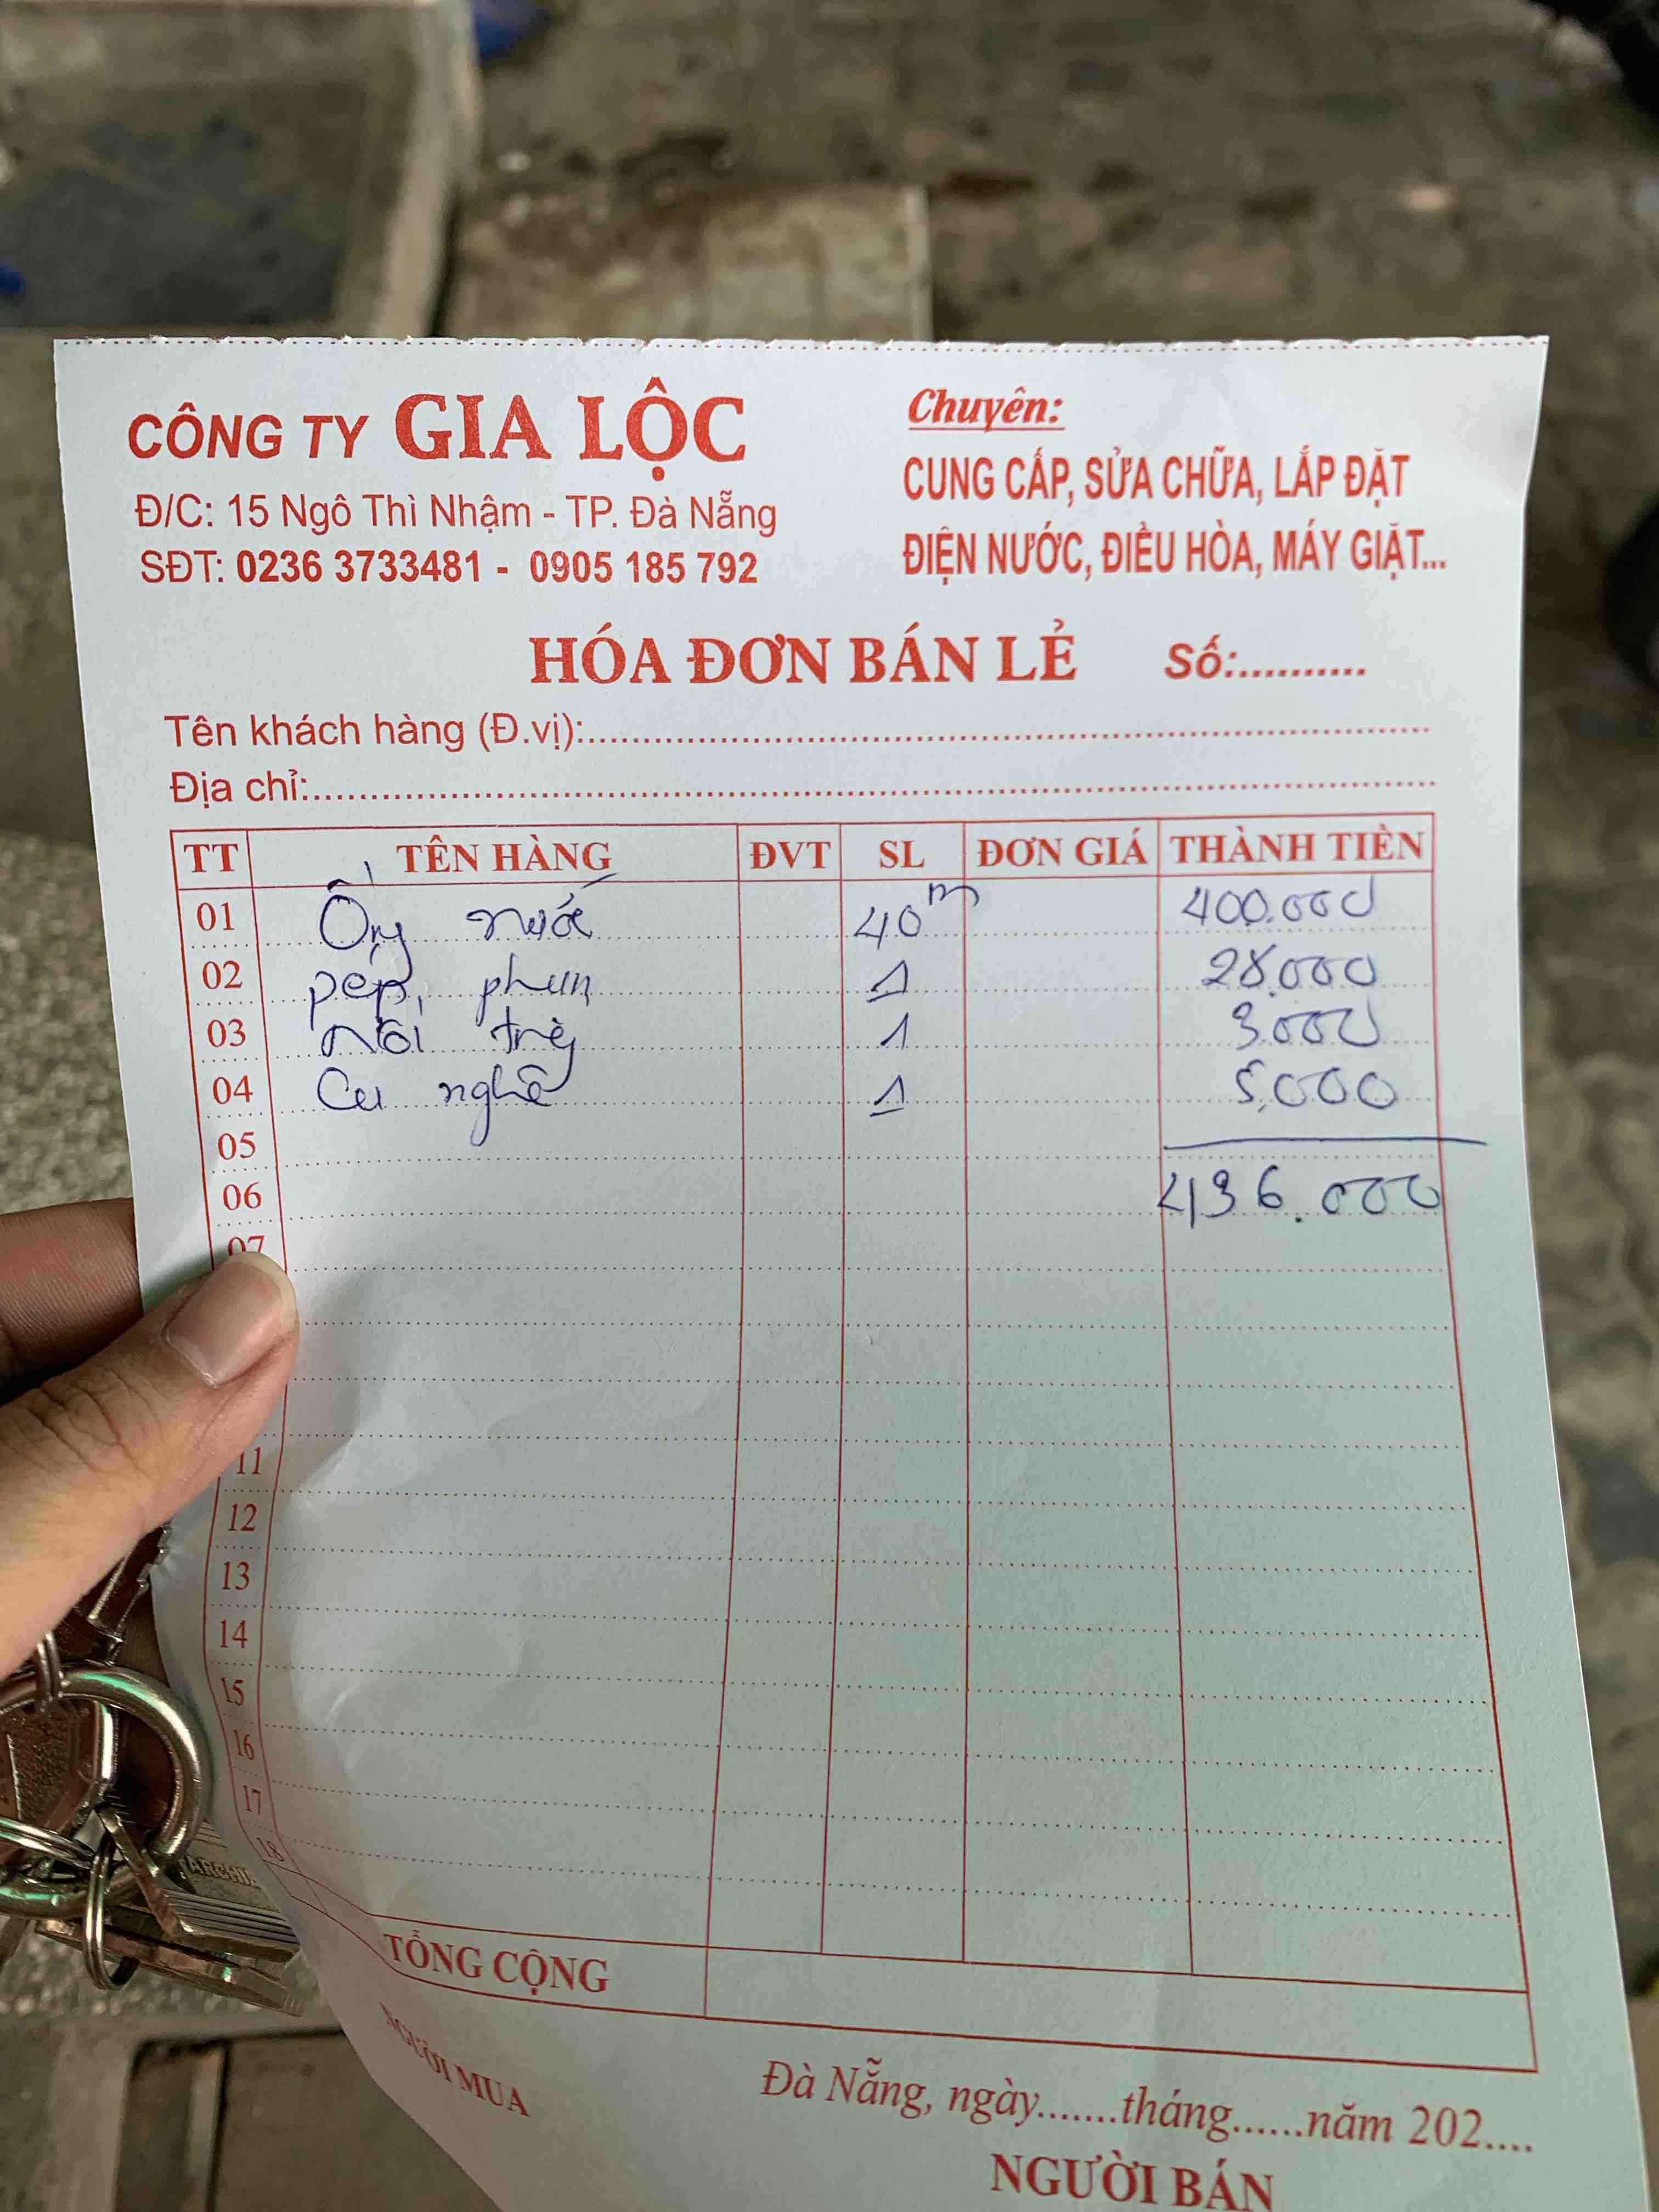 CÔNG TY GIA LỘC
Đ/C: 15 Ngô Thì Nhậm - TP. Đà Nẵng
SĐT: 0236 3733481 - 0905 185 792
Chuyên:
CUNG CẤP, SỬA CHỮA, LẮP ĐẶT
ĐIỆN NƯỚC, ĐIỀU HÒA, MÁY GIẶT...
HÓA ĐƠN BÁN LẺ Số:..........
Tên khách hàng (Đ.vị):..........
Địa chỉ:..........
TT TÊN HÀNG ĐVT SL ĐƠN GIÁ THÀNH TIỀN
01 Ống nước 40m 400.000
02 pép phun 1 28.000
03 Nối 1 3.000
04 1 5.000
05
06 436.000
07
11
12
13
14
15
16
17
18
TỔNG CỘNG
Đà Nẵng, ngày.......tháng......năm 202....
NGƯỜI MUA NGƯỜI BÁN